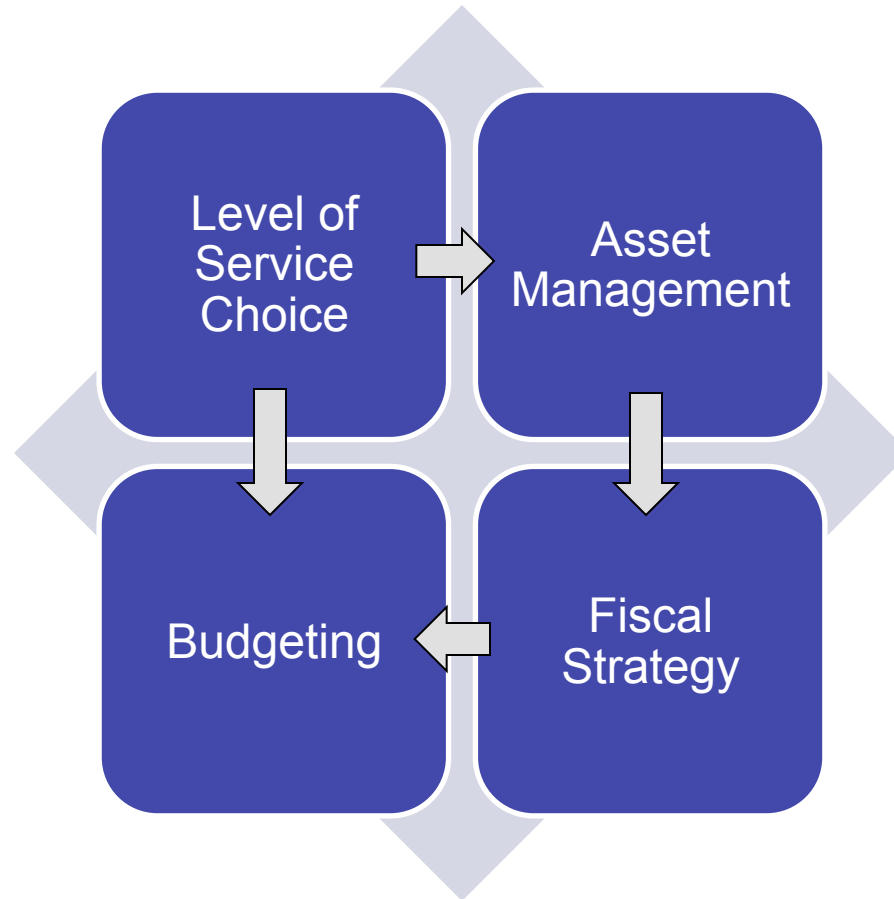 Level of
Service
Choice
Asset
Management
Budgeting
Fiscal
Strategy